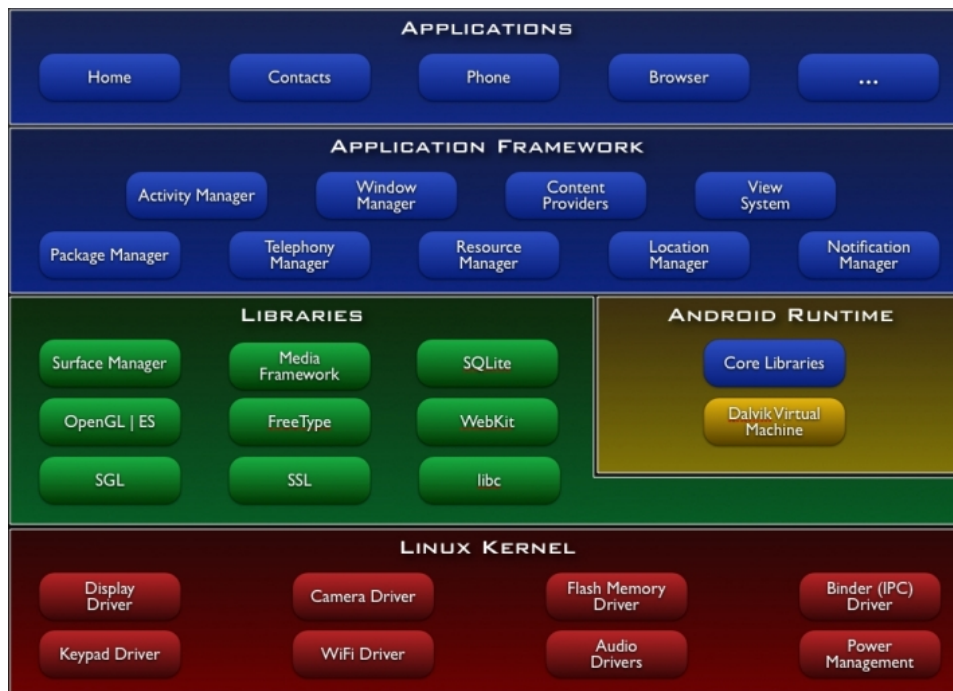 APPLICATIONS
Home
Contacts
Phone
Browser
...
APPLICATION FRAMEWORK
Activity Manager
Window
Manager
Content
Providers
View
System
Package Manager
Telephony
Manager
Resource
Manager
Location
Manager
Notification
Manager
LIBRARIES
Surface Manager
Media
Framework
SQLite
OpenGL | ES
FreeType
WebKit
SGL
SSL
libc
ANDROID RUNTIME
Core Libraries
Dalvik Virtual
Machine
LINUX KERNEL
Display
Driver
Camera Driver
Flash Memory
Driver
Binder (IPC)
Driver
Keypad Driver
WiFi Driver
Audio
Drivers
Power
Management